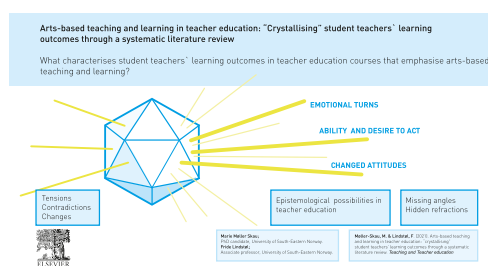 Arts-based teaching and learning in teacher education: “Crystallising” student teachers` learning
outcomes through a systematic literature review
What characterises student teachers` learning outcomes in teacher education courses that emphasise arts-based
teaching and learning?
EMOTIONAL TURNS
ABILITY AND DESIRE TO ACT
CHANGED ATTITUDES
Tensions
Contradictions
Changes
Epistemological possibilities in
teacher education
Missing angles
Hidden refractions
ELSEVIER
Marie Møller Skau;
PhD candidate, University of South-Eastern Norway.
Fride Lindstøl;
Associate professor, University of South-Eastern Norway.
Møller-Skau, M, & Lindstøl, F. (2021). Arts-based teaching
and learning in teacher education: “crystallising”
student teachers’ learning outcomes through a systematic
literature review. Teaching and Teacher education